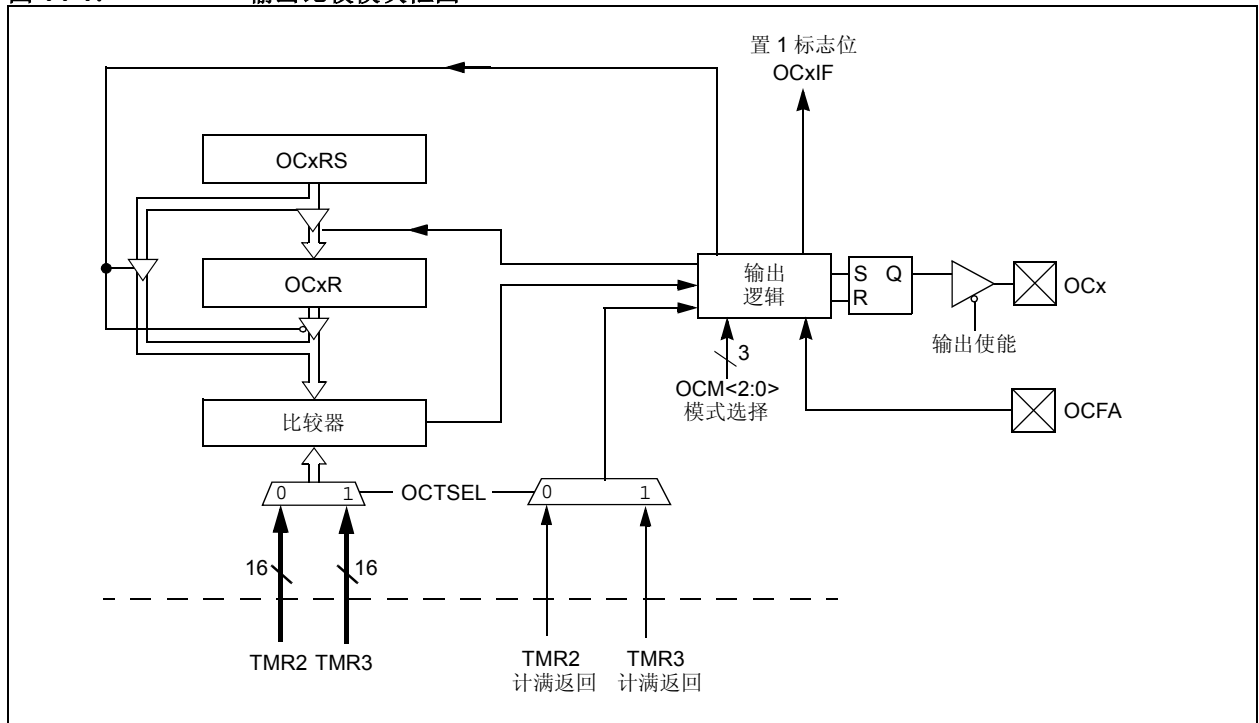 置 1 标志位
OCxIF
OCxRS
OCxR
输出
逻辑
S Q
R
OCx
输出使能
3
OCM<2:0>
模式选择
OCFA
比较器
0 1
OCTSEL
0 1
16
16
TMR2 TMR3
TMR2
计满返回
TMR3
计满返回